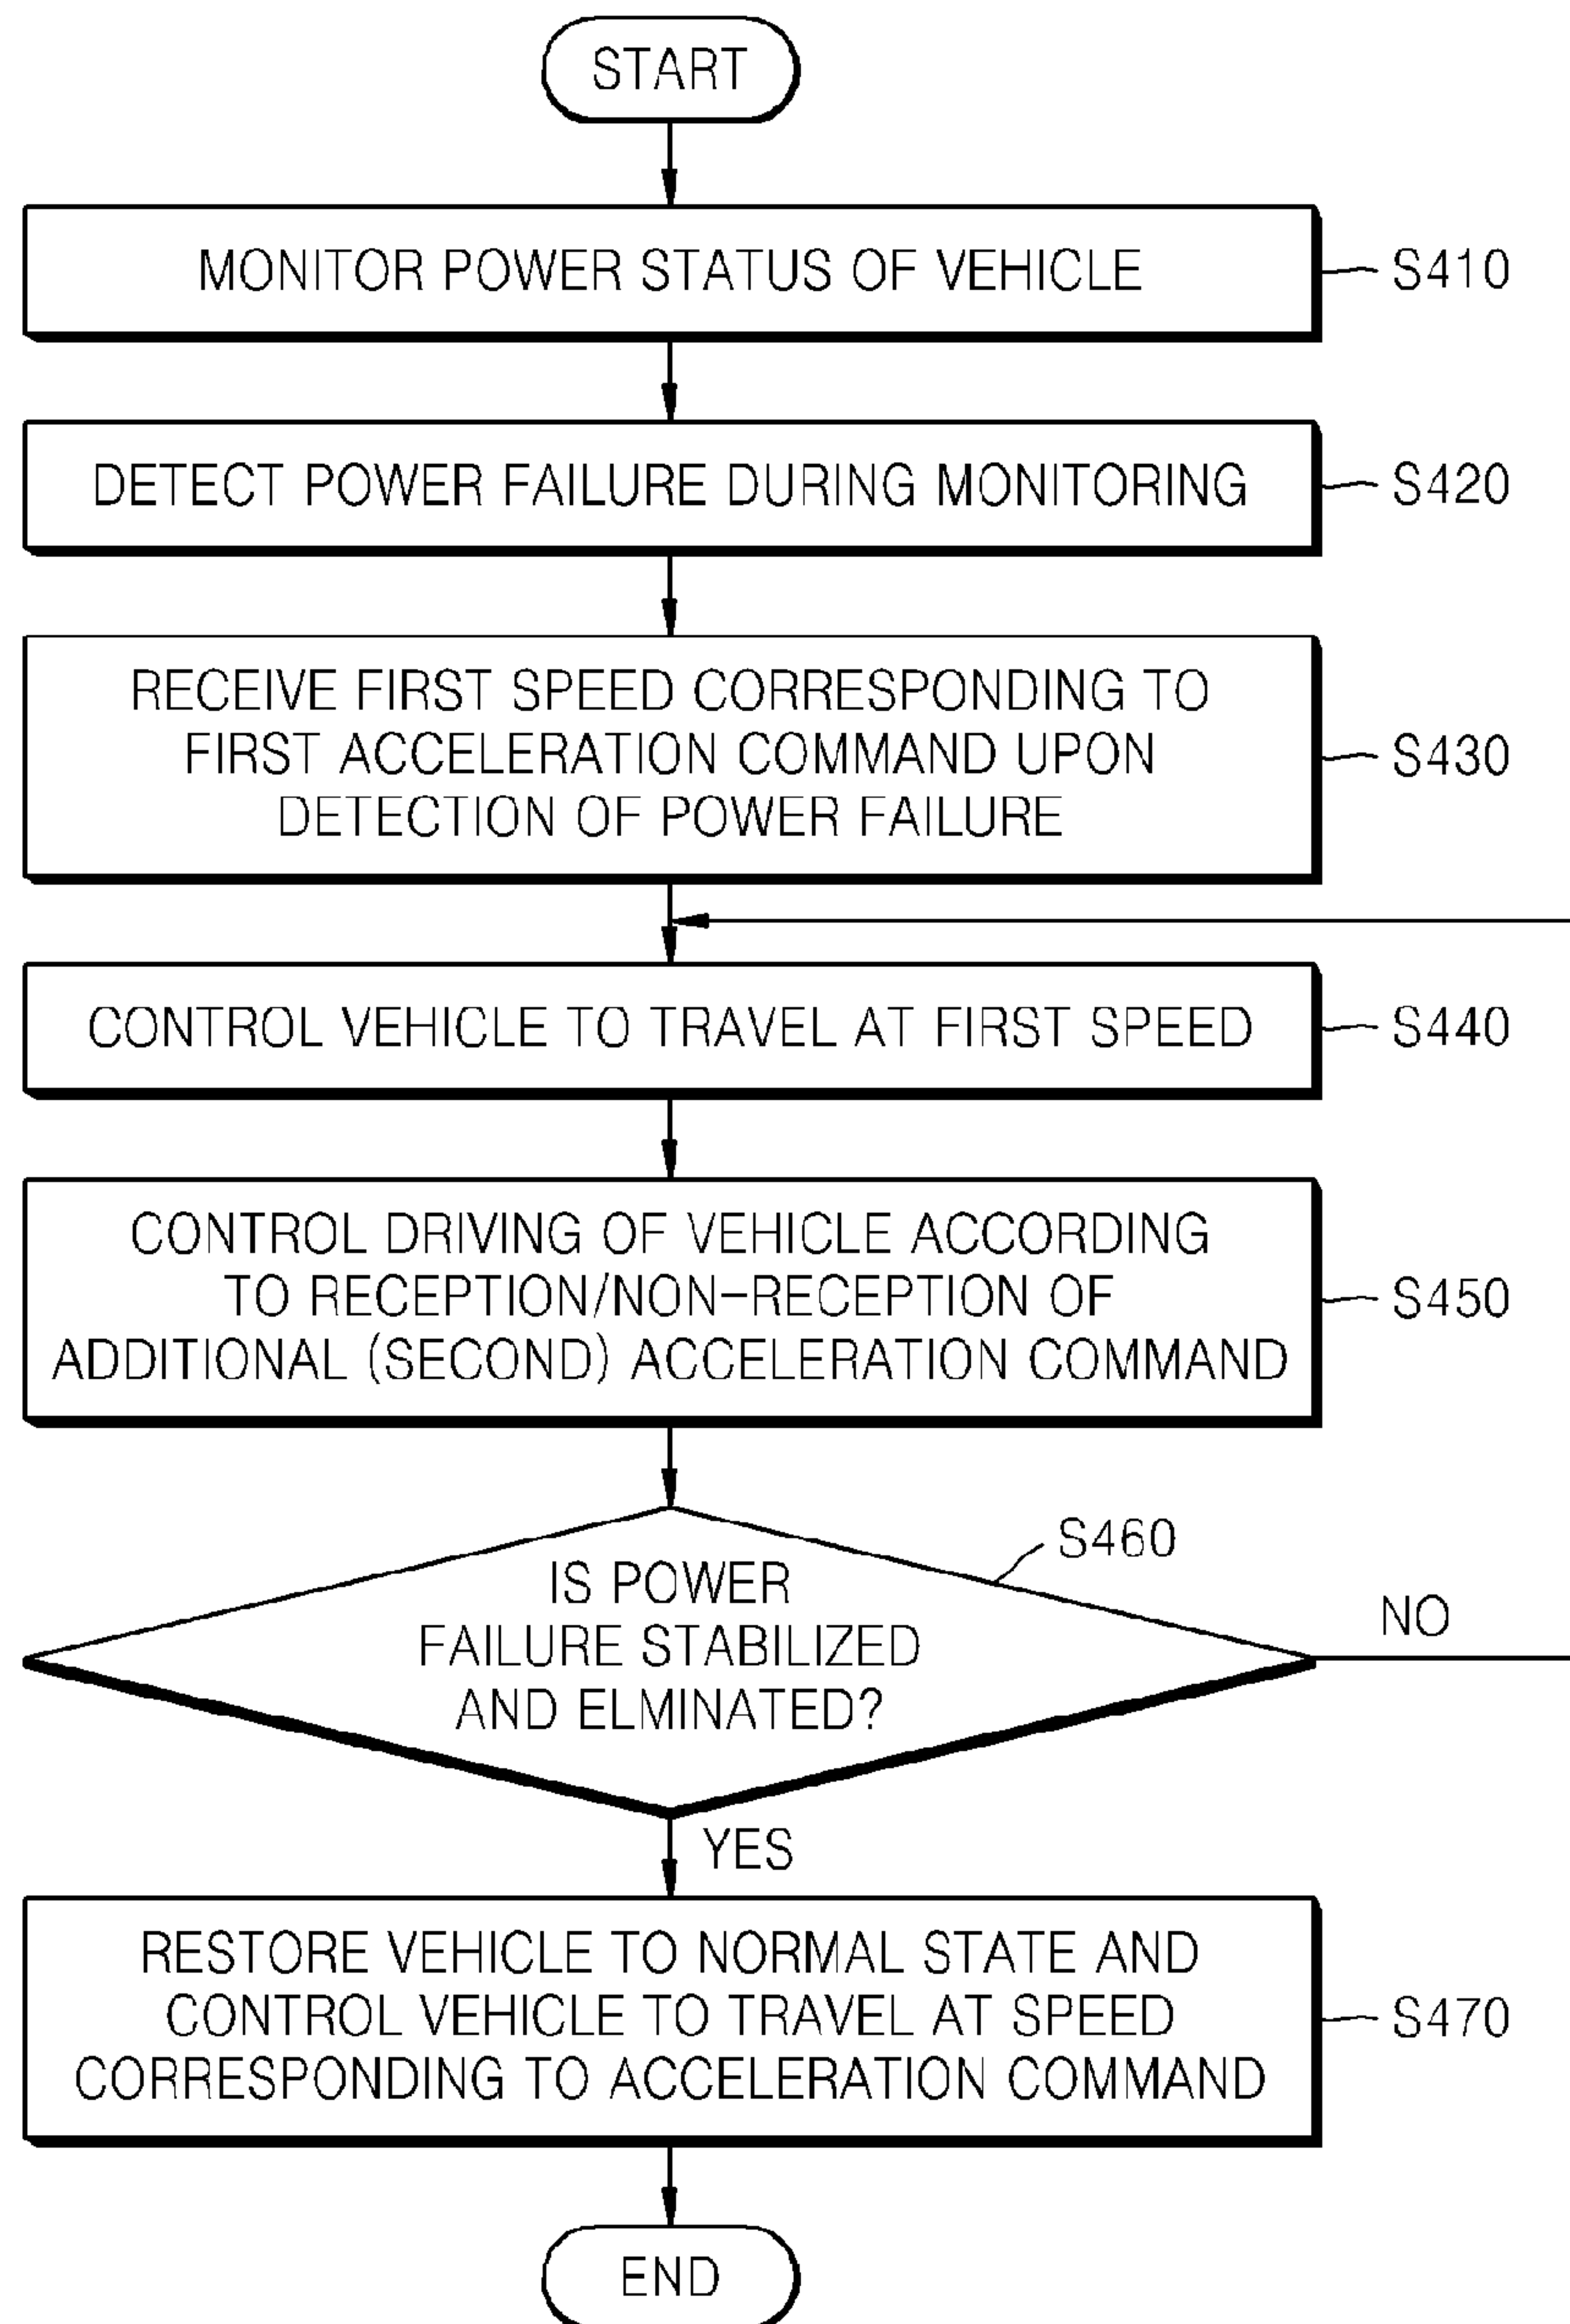 START
MONITOR POWER STATUS OF VEHICLE
S410
DETECT POWER FAILURE DURING MONITORING
S420
RECEIVE FIRST SPEED CORRESPONDING TO
FIRST ACCELERATION COMMAND UPON
DETECTION OF POWER FAILURE
S430
CONTROL VEHICLE TO TRAVEL AT FIRST SPEED
S440
CONTROL DRIVING OF VEHICLE ACCORDING
TO RECEPTION/NON-RECEPTION OF
ADDITIONAL (SECOND) ACCELERATION COMMAND
S450
S460
IS POWER
FAILURE STABILIZED
AND ELMINATED?
NO
YES
RESTORE VEHICLE TO NORMAL STATE AND
CONTROL VEHICLE TO TRAVEL AT SPEED
CORRESPONDING TO ACCELERATION COMMAND
S470
END